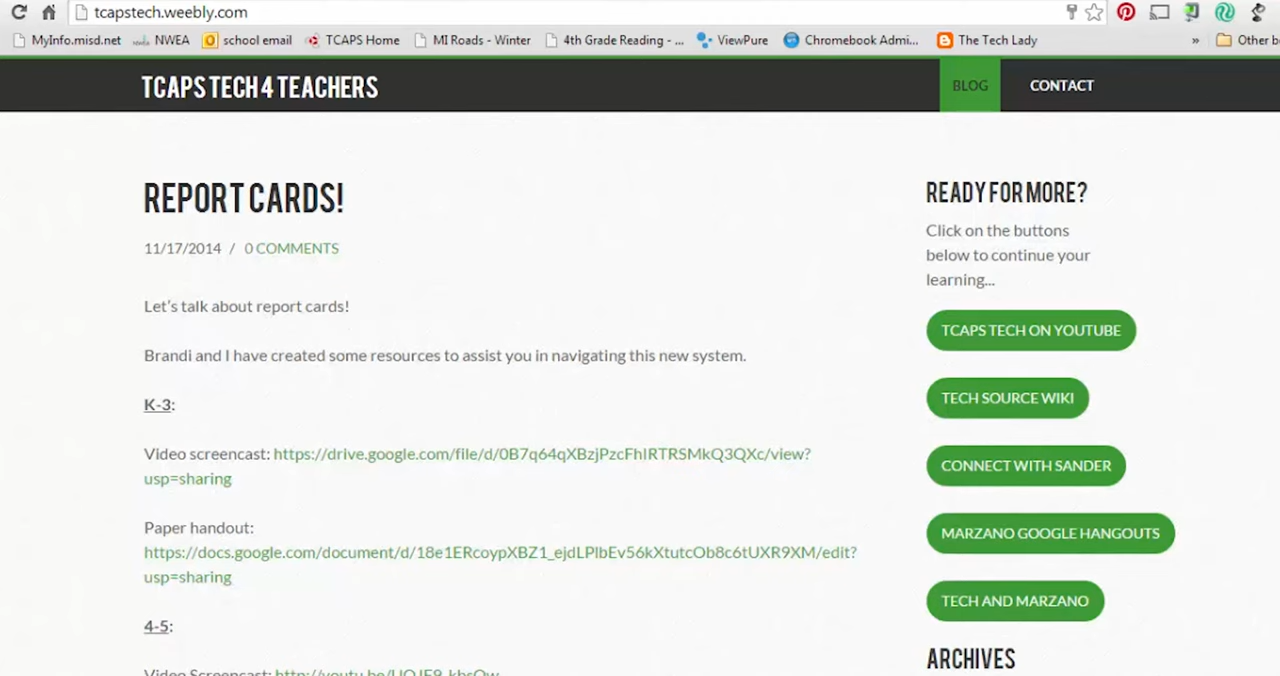 tcapstech.weebly.com
MyInfo.misd.net NWEA school email TCAPS Home MI Roads - Winter 4th Grade Reading - ... ViewPure Chromebook Admi... The Tech Lady » Other b
TCAPS TECH 4 TEACHERS
BLOG CONTACT
REPORT CARDS!
11/17/2014 / 0 COMMENTS
Let's talk about report cards!
Brandi and I have created some resources to assist you in navigating this new system.
K-3:
Video screencast: https://drive.google.com/file/d/0B7q64qXBzjPzcFhIRTRSMkQ3QXc/view?
usp=sharing
Paper handout:
https://docs.google.com/document/d/18e1ERcoypXBZ1_ejdLPlbEv56kXtutcOb8c6tUXR9XM/edit?
usp=sharing
4-5:
Video Screencast:
READY FOR MORE?
Click on the buttons
below to continue your
learning...
TCAPS TECH ON YOUTUBE
TECH SOURCE WIKI
CONNECT WITH SANDER
MARZANO GOOGLE HANGOUTS
TECH AND MARZANO
ARCHIVES